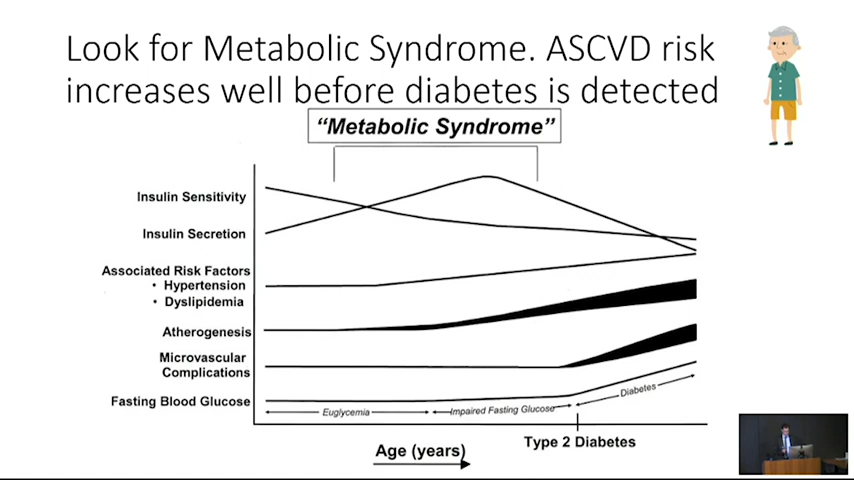 Look for Metabolic Syndrome. ASCVD risk
increases well before diabetes is detected
“Metabolic Syndrome”
Insulin Sensitivity
Insulin Secretion
Associated Risk Factors
• Hypertension
• Dyslipidemia
Atherogenesis
Microvascular
Complications
Fasting Blood Glucose
Euglycemia
Impaired Fasting Glucose
Diabetes
Type 2 Diabetes
Age (years)